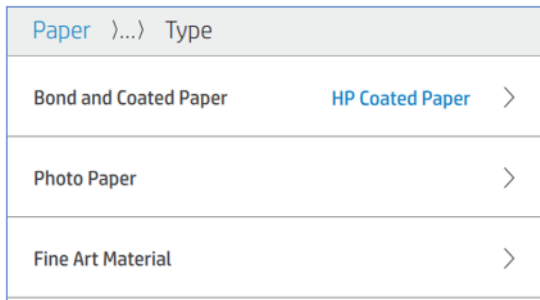 Paper 〉...〉 Type
Bond and Coated Paper HP Coated Paper 〉
Photo Paper 〉
Fine Art Material 〉